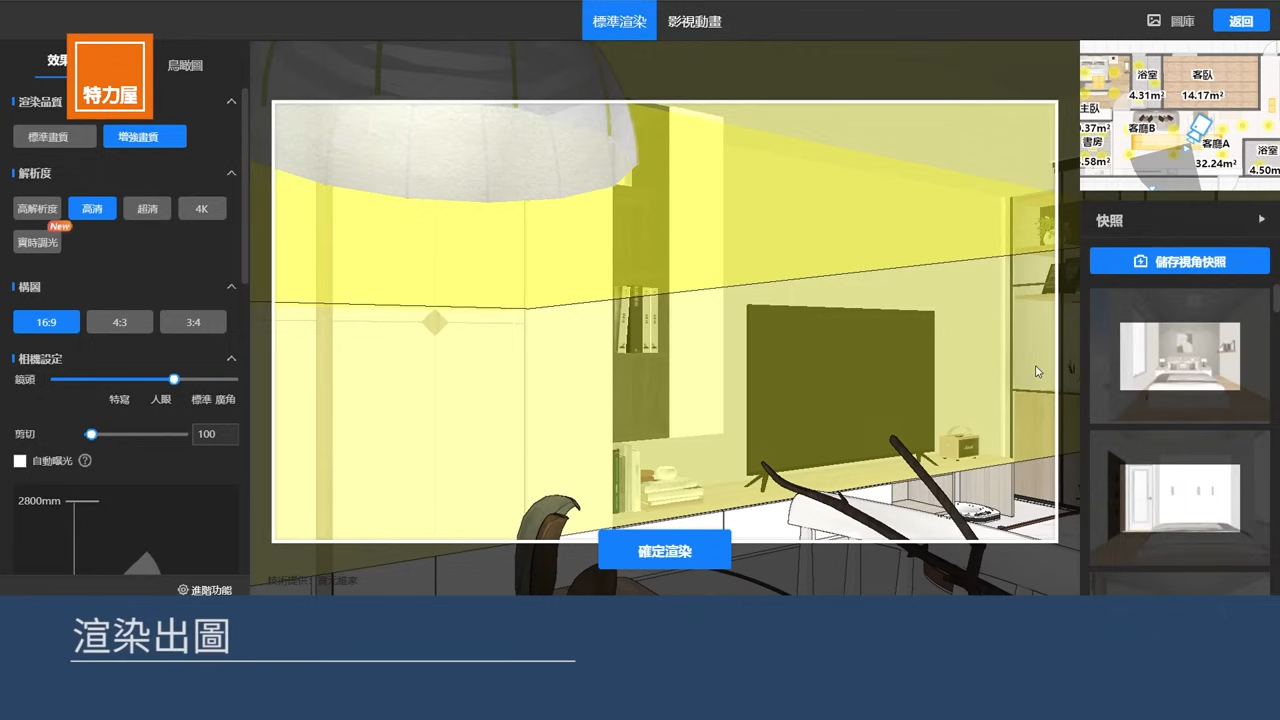 標準渲染
影視動畫
圖庫
返回
特力屋
鳥瞰圖
渲染品質
標準畫質
增強畫質
解析度
高解析度
高清
超清
4K
New
實時調光
構圖
16:9
4:3
3:4
相機設定
鏡頭
特寫
人眼
標準
廣角
剪切
100
自動曝光
?
2800mm
進階功能
確定渲染
浴室
4.31m²
客臥
14.17m²
主臥
客廳B
書房
客廳A
32.24m²
浴室
快照
儲存視角快照
渲染出圖